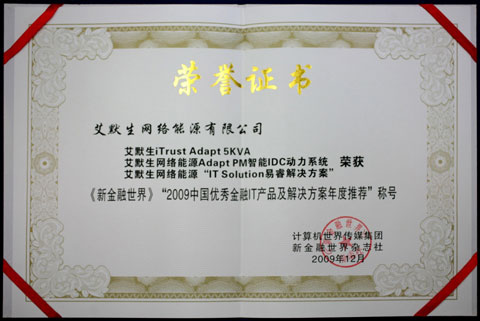 荣誉证书
艾默生网络能源有限公司
艾默生iTrust Adapt 5KVA
艾默生网络能源Adapt PM智能IDC动力系统 荣获
艾默生网络能源“IT Solution易睿解决方案”
《新金融世界》“2009中国优秀金融IT产品及解决方案年度推荐”称号
计算机世界传媒集团
新金融世界杂志社
2009年12月